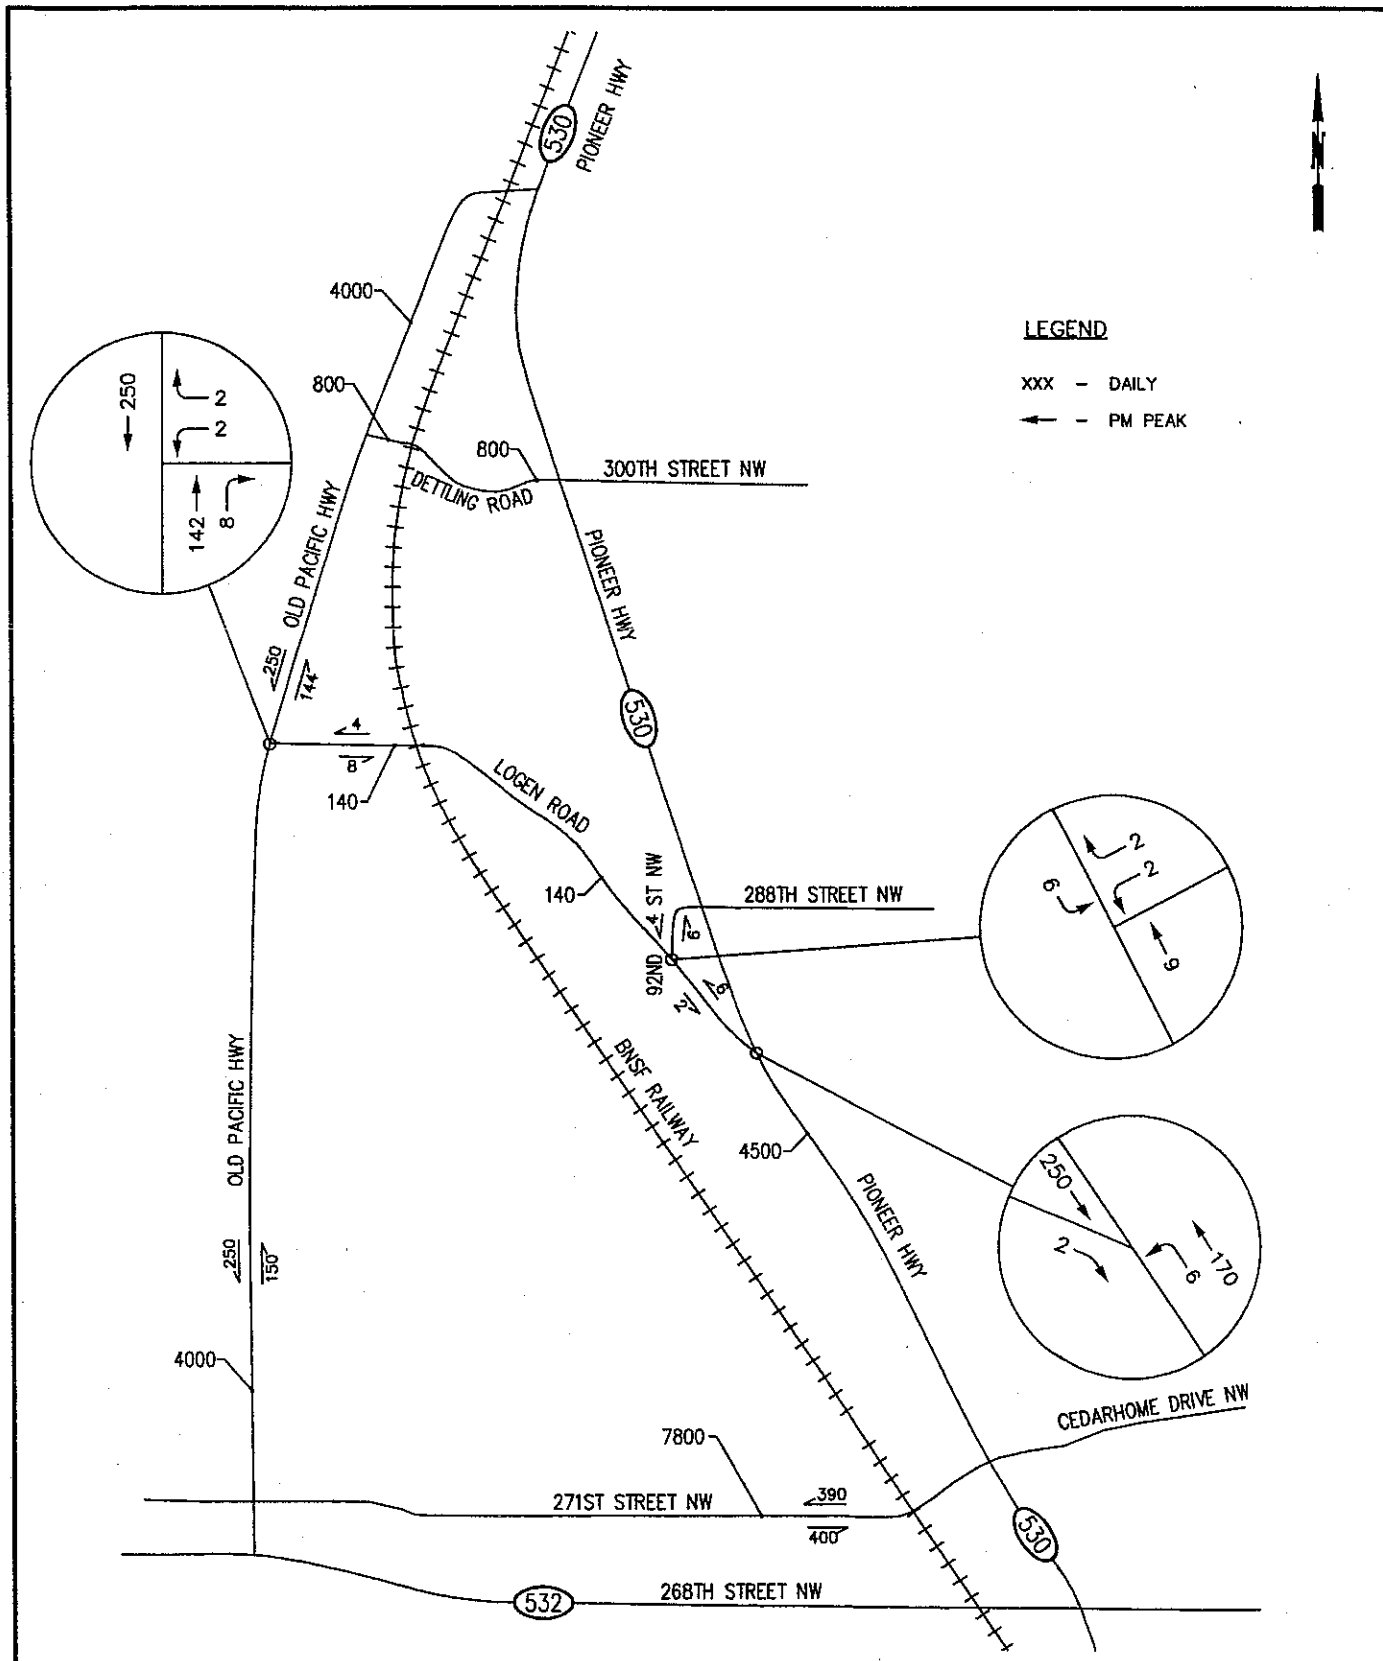 530
PIONEER HWY
N
4000
LEGEND
XXX - DAILY
- PM PEAK
250
2
2
142
8
800
800
300TH STREET NW
DETTLING ROAD
OLD PACIFIC HWY
PIONEER HWY
250
144
530
4
8
140
LOGEN ROAD
140
92ND ST NW
288TH STREET NW
4
6
2
6
2
2
6
6
OLD PACIFIC HWY
BNSF RAILWAY
4500
PIONEER HWY
250
2
6
170
250
150
4000
CEDARHOME DRIVE NW
7800
271ST STREET NW
390
400
530
532
268TH STREET NW